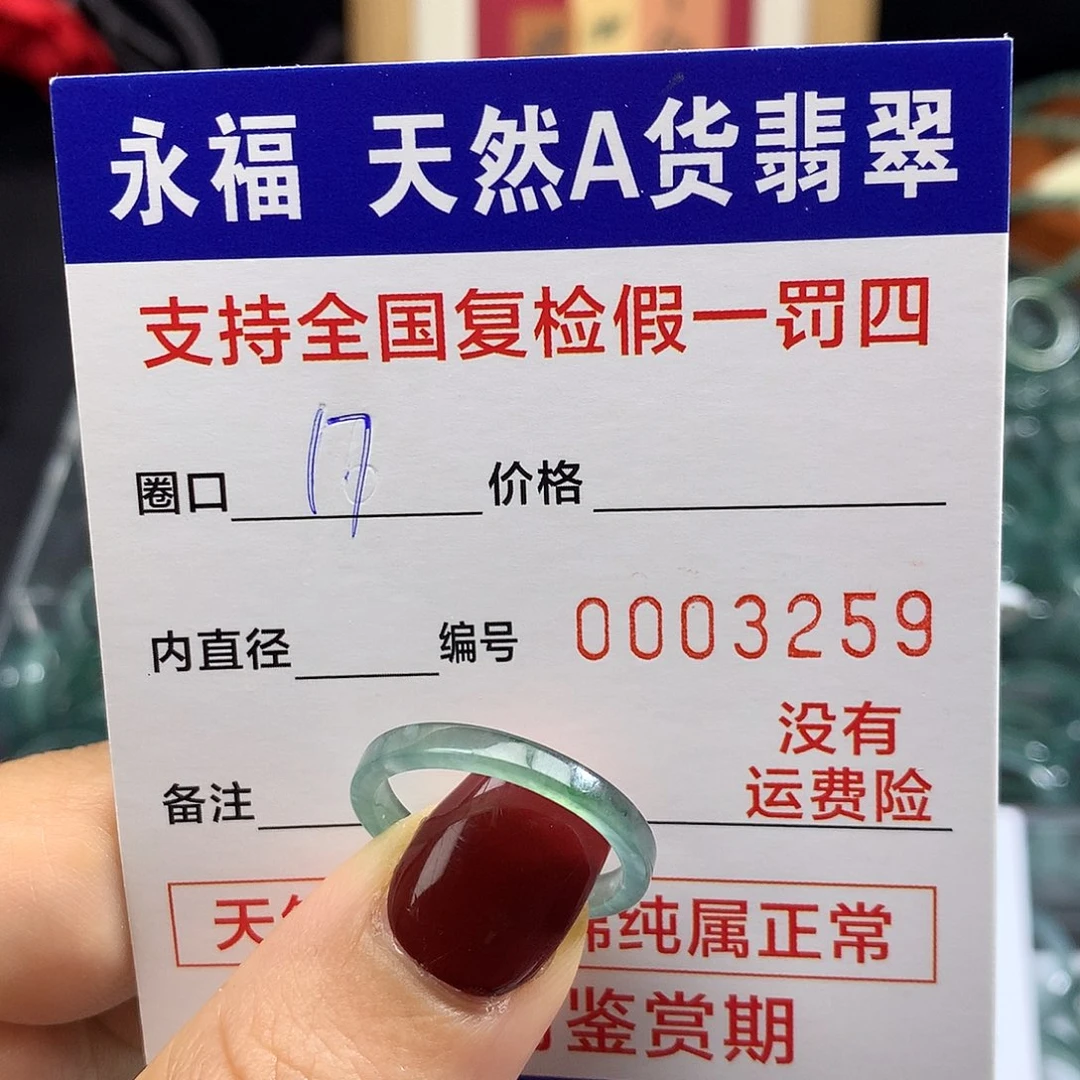 永福 天然A货翡翠
支持全国复检假一罚四
圈口 17 价格
内直径 编号 0003259
没有
备注 运费险
天 纯属正常
鉴赏期